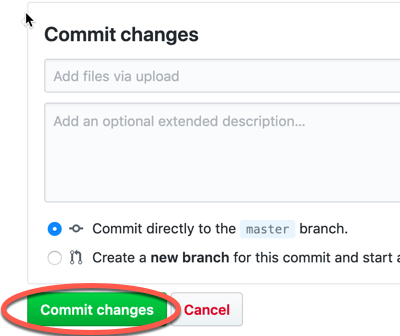 Commit changes
Add files via upload
Add an optional extended description...
Commit directly to the master branch.
Create a new branch for this commit and start a
Commit changes Cancel